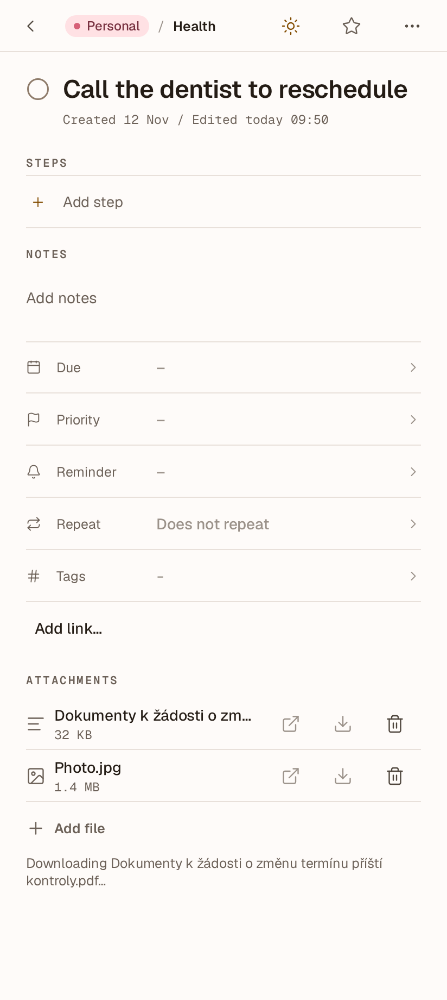 Personal / Health
Call the dentist to reschedule
Created 12 Nov / Edited today 09:50
STEPS
Add step
NOTES
Add notes
Due –
Priority –
Reminder –
Repeat Does not repeat
Tags –
Add link…
ATTACHMENTS
Dokumenty k žádosti o zm…
32 KB
Photo.jpg
1.4 MB
Add file
Downloading Dokumenty k žádosti o změnu termínu příští
kontroly.pdf…